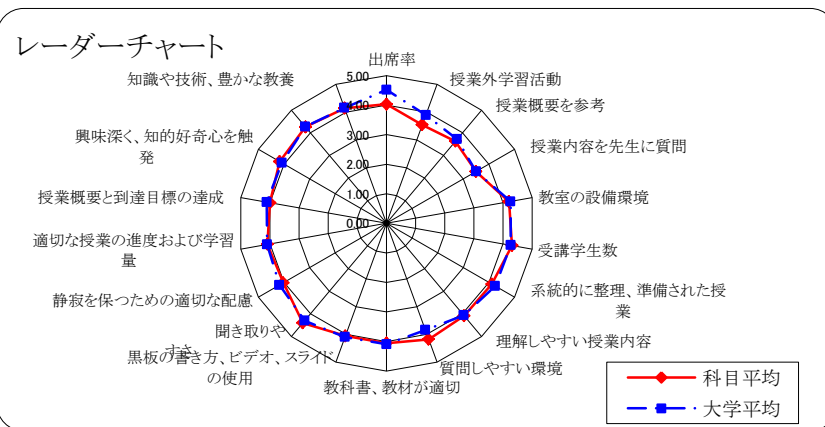 レーダーチャート
出席率
授業外学習活動
授業概要を参考
授業内容を先生に質問
教室の設備環境
受講学生数
系統的に整理、準備された授
業
理解しやすい授業内容
質問しやすい環境
教科書、教材が適切
黒板の書き方、ビデオ、スライド
の使用
聞き取りや
すさ
静寂を保つための適切な配慮
適切な授業の進度および学習
量
授業概要と到達目標の達成
興味深く、知的好奇心を触
発
知識や技術、豊かな教養
5.00
4.00
3.00
2.00
1.00
0.00
科目平均
大学平均